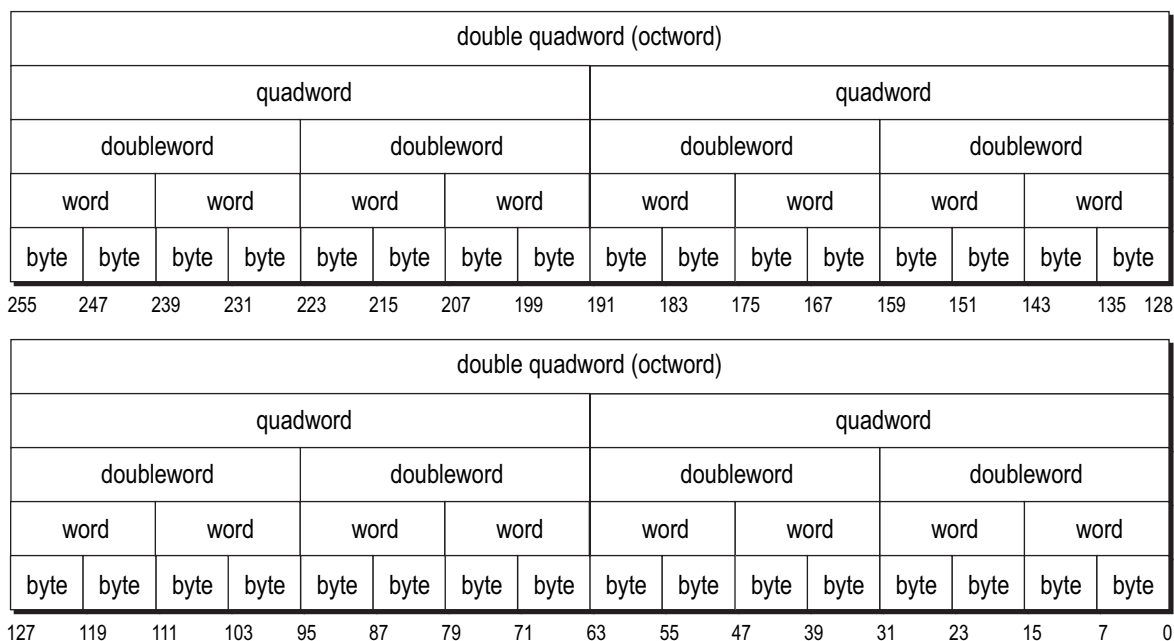 double quadword (octword)
quadword quadword
doubleword doubleword doubleword doubleword
word word word word word word word word
byte byte byte byte byte byte byte byte byte byte byte byte byte byte byte byte
255 247 239 231 223 215 207 199 191 183 175 167 159 151 143 135 128
double quadword (octword)
quadword quadword
doubleword doubleword doubleword doubleword
word word word word word word word word
byte byte byte byte byte byte byte byte byte byte byte byte byte byte byte byte
127 119 111 103 95 87 79 71 63 55 47 39 31 23 15 7 0